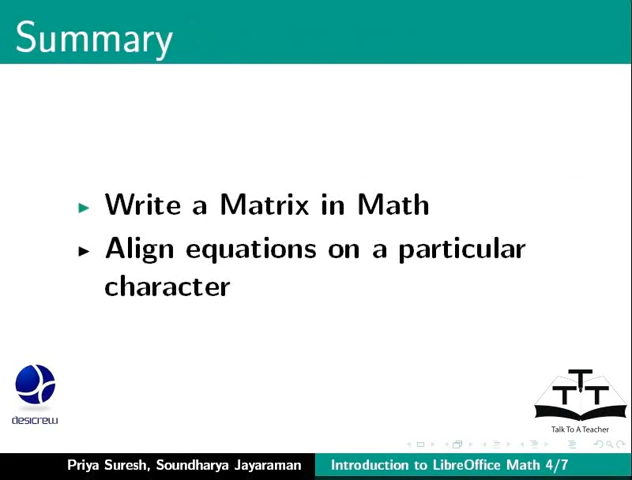 Summary
Write a Matrix in Math
Align equations on a particular
character
desicrew
TTT
Talk To A Teacher
Priya Suresh, Soundharya Jayaraman
Introduction to LibreOffice Math 4/7